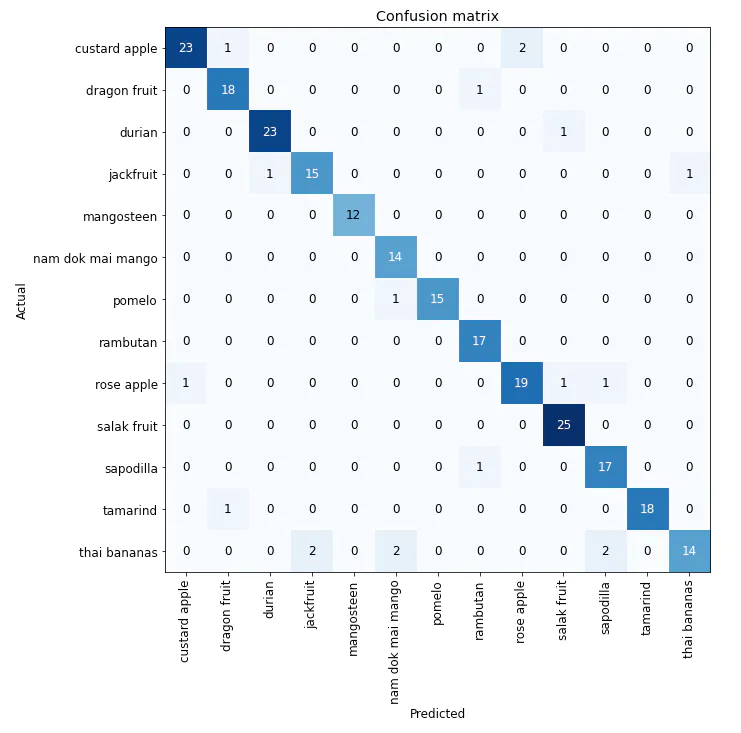 Confusion matrix
custard apple 23 1 0 0 0 0 0 0 2 0 0 0 0
dragon fruit 0 18 0 0 0 0 0 1 0 0 0 0 0
durian 0 0 23 0 0 0 0 0 0 1 0 0 0
jackfruit 0 0 1 15 0 0 0 0 0 0 0 0 1
mangosteen 0 0 0 0 12 0 0 0 0 0 0 0 0
nam dok mai mango 0 0 0 0 0 14 0 0 0 0 0 0 0
Actual
pomelo 0 0 0 0 0 1 15 0 0 0 0 0 0
rambutan 0 0 0 0 0 0 0 17 0 0 0 0 0
rose apple 1 0 0 0 0 0 0 0 19 1 1 0 0
salak fruit 0 0 0 0 0 0 0 0 0 25 0 0 0
sapodilla 0 0 0 0 0 0 0 1 0 0 17 0 0
tamarind 0 1 0 0 0 0 0 0 0 0 0 18 0
thai bananas 0 0 0 2 0 2 0 0 0 0 2 0 14
custard apple
dragon fruit
durian
jackfruit
mangosteen
nam dok mai mango
pomelo
rambutan
rose apple
salak fruit
sapodilla
tamarind
thai bananas
Predicted